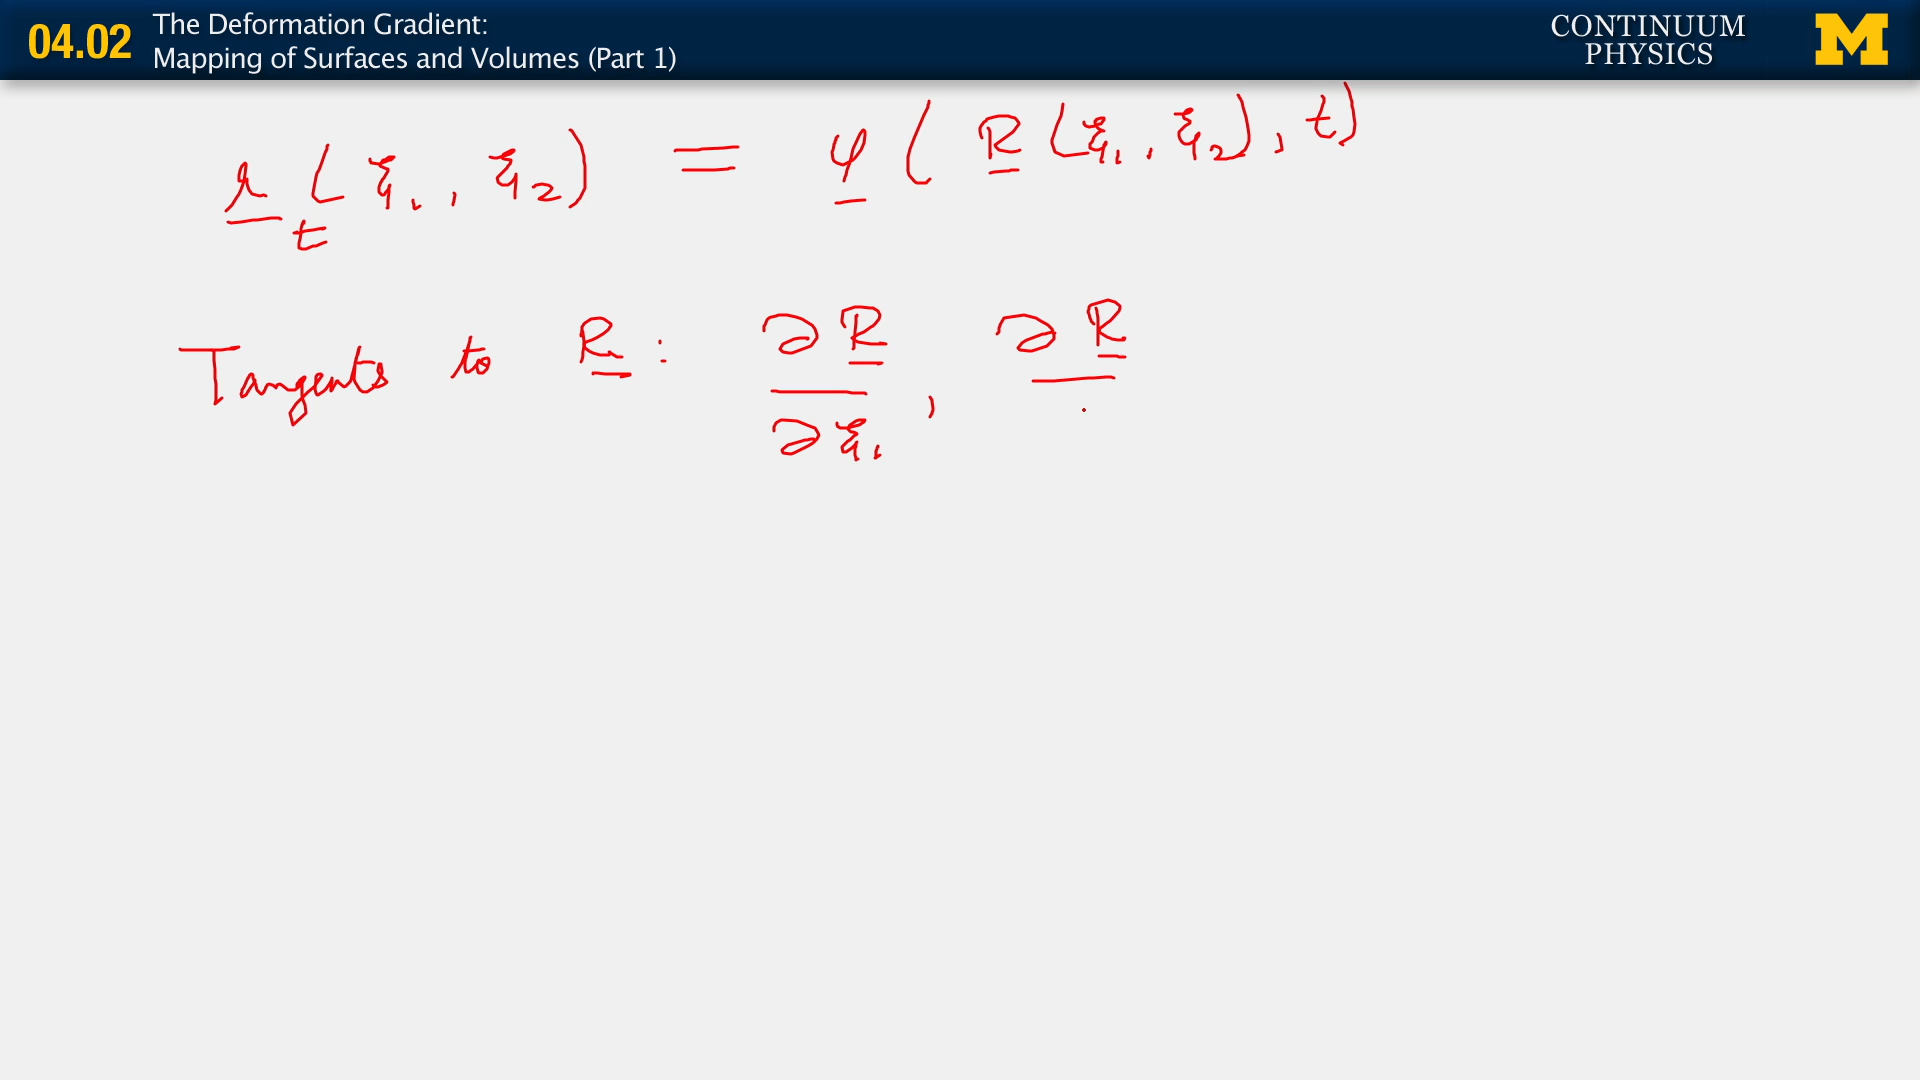 04.02
The Deformation Gradient:
Mapping of Surfaces and Volumes (Part 1)
CONTINUUM
PHYSICS
M
r_t (ξ₁, ξ₂) = φ ( R (ξ₁, ξ₂), t)
Tangents to R : ∂R/∂ξ₁ , ∂R